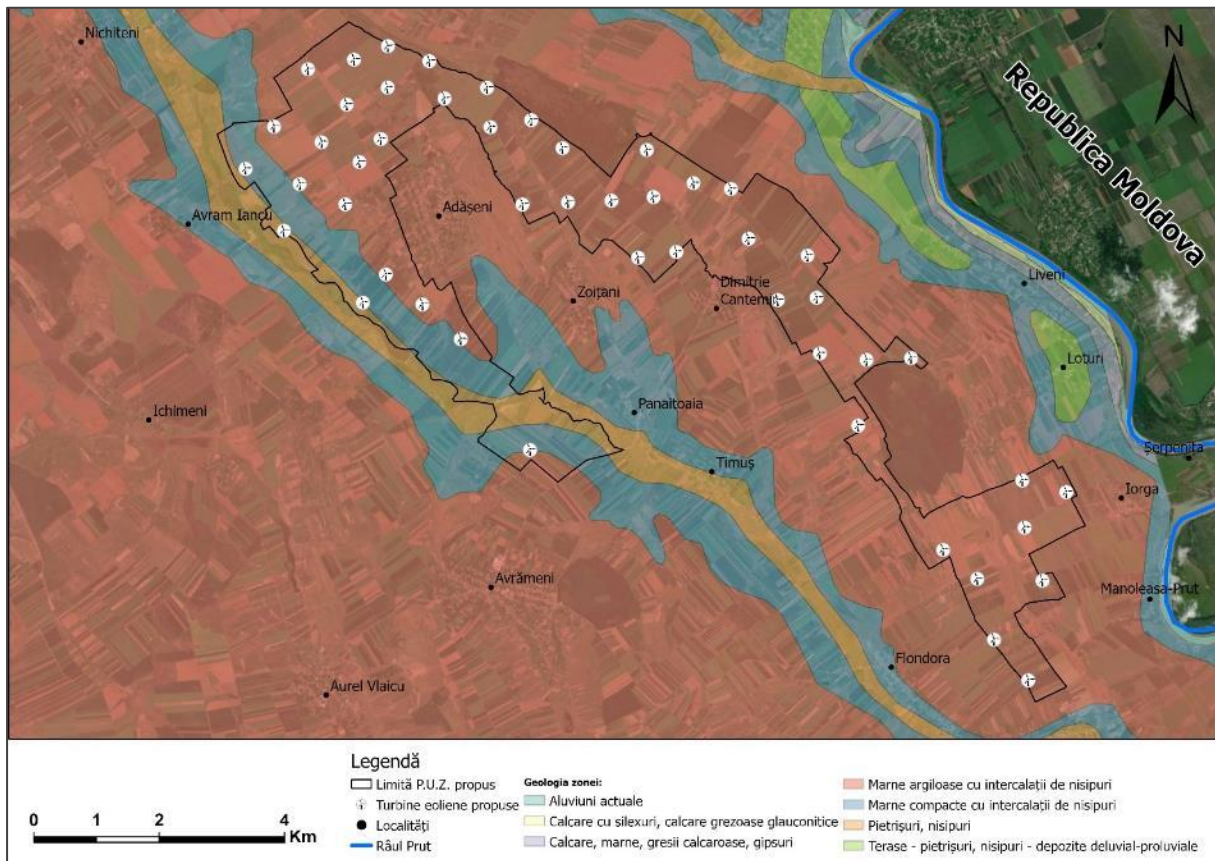 Nichiteni
N
Republica Moldova
Avram Iancu
Adășeni
Zoițani
Dimitrie
Cantemir
Liveni
Loturi
Ichimeni
Panaitoaia
Timuș
Șerpenița
Iorga
Avrămeni
Manoleasa-Prut
Flondora
Aurel Vlaicu
Legendă
Limită P.U.Z. propus
Turbine eoliene propuse
Localități
Râul Prut
Geologia zonei:
Aluviuni actuale
Calcare cu silexuri, calcare grezoase glauconitice
Calcare, marne, gresii calcaroase, gipsuri
Marne argiloase cu intercalații de nisipuri
Marne compacte cu intercalații de nisipuri
Pietrișuri, nisipuri
Terase - pietrișuri, nisipuri - depozite deluvial-proluviale
0 1 2 4
Km